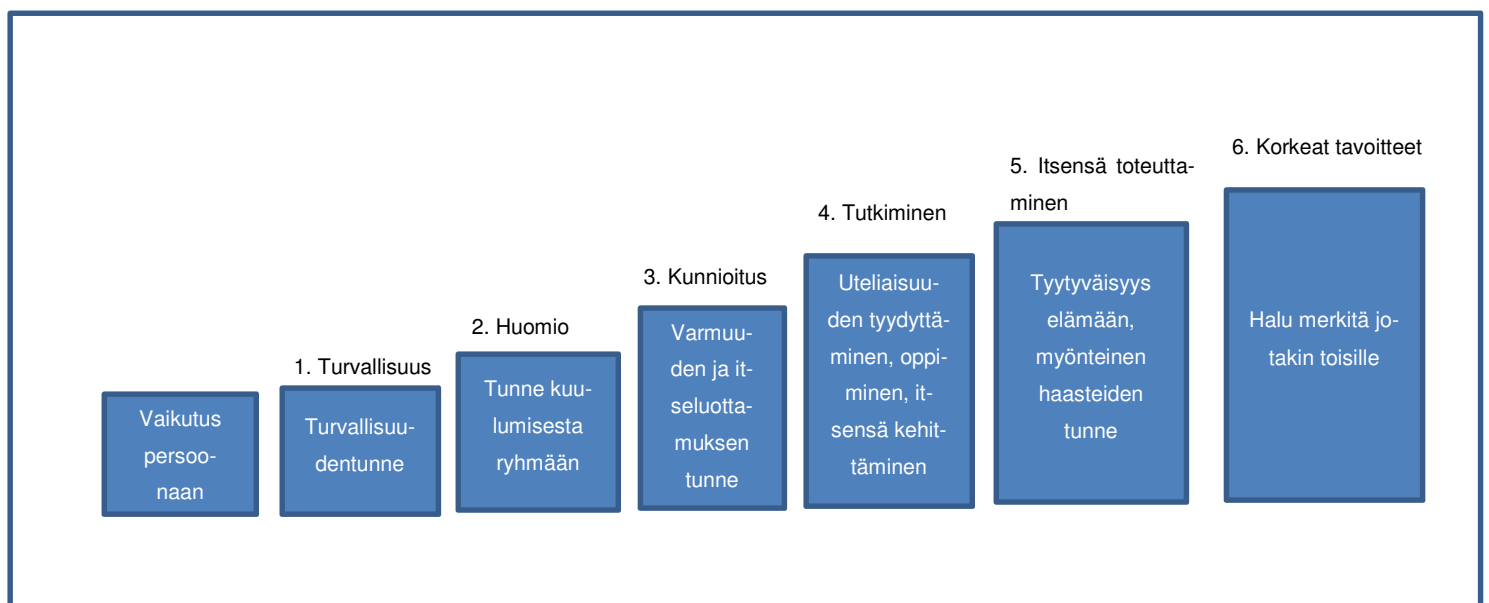 Vaikutus
persoo-
naan
1. Turvallisuus
Turvallisuu-
dentunne
2. Huomio
Tunne kuu-
lumisesta
ryhmään
3. Kunnioitus
Varmuu-
den ja it-
seluotta-
muksen
tunne
4. Tutkiminen
Uteliaisuu-
den tyydyttä-
minen, oppi-
minen, it-
sensä kehit-
täminen
5. Itsensä toteutta-
minen
Tyytyväisyys
elämään,
myönteinen
haasteiden
tunne
6. Korkeat tavoitteet
Halu merkitä jo-
takin toisille